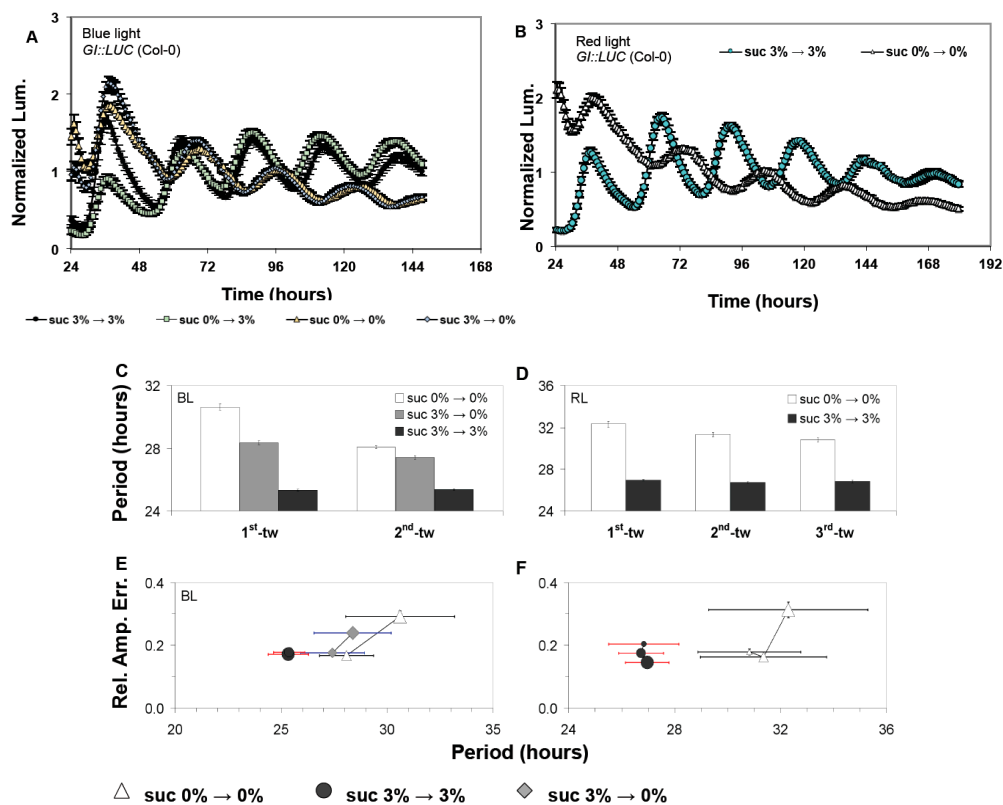 A
Blue light
GI::LUC (Col-0)
Normalized Lum.
3
2
1
0
24 48 72 96 120 144 168
Time (hours)
suc 3% → 3% suc 0% → 3% suc 0% → 0% suc 3% → 0%
B
Red light
GI::LUC (Col-0)
suc 3% → 3% suc 0% → 0%
Normalized Lum.
3
2
1
0
24 48 72 96 120 144 168 192
Time (hours)
BL
Period (hours)
32
28
24
suc 0% → 0%
suc 3% → 0%
suc 3% → 3%
1st-tw 2nd-tw
D
RL
36
32
28
24
suc 0% → 0%
suc 3% → 3%
1st-tw 2nd-tw 3rd-tw
BL
Rel. Amp. Err.
0.4
0.2
0.0
20 25 30 35
F
0.4
0.2
0.0
24 28 32 36
Period (hours)
suc 0% → 0% suc 3% → 3% suc 3% → 0%